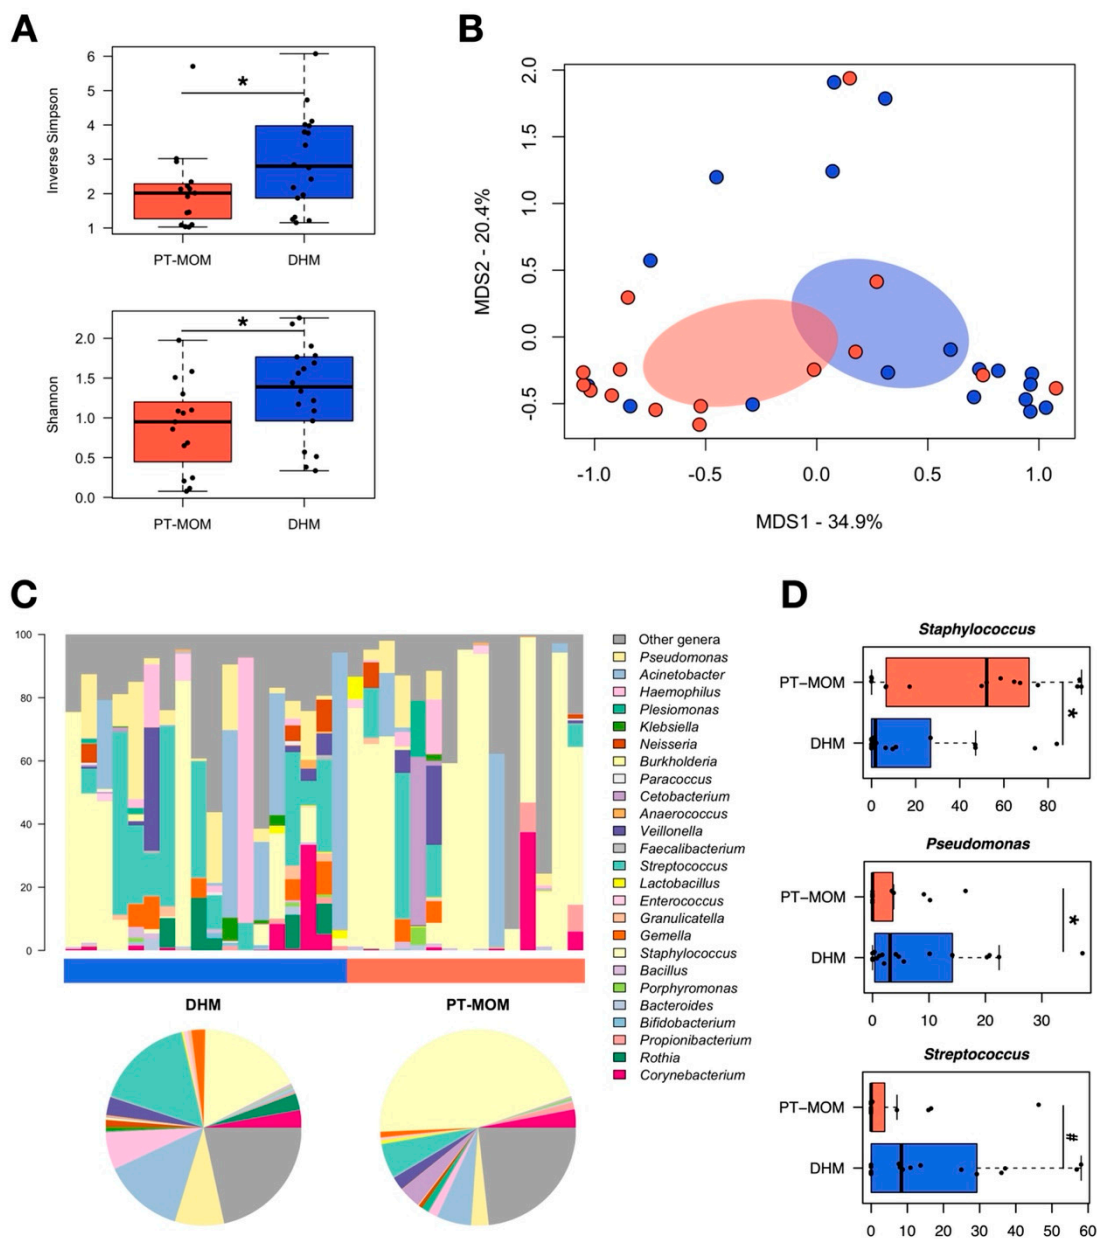 A
Inverse Simpson
6
5
4
3
2
1
*
PT-MOM DHM
Shannon
2.0
1.5
1.0
0.5
0.0
*
PT-MOM DHM
B
MDS2 - 20.4%
2.0
1.5
1.0
0.5
0.0
-0.5
-1.0 -0.5 0.0 0.5 1.0
MDS1 - 34.9%
C
100
80
60
40
20
0
DHM PT-MOM
Other genera
Pseudomonas
Acinetobacter
Haemophilus
Plesiomonas
Klebsiella
Neisseria
Burkholderia
Paracoccus
Cetobacterium
Anaerococcus
Veillonella
Faecalibacterium
Streptococcus
Lactobacillus
Enterococcus
Granulicatella
Gemella
Staphylococcus
Bacillus
Porphyromonas
Bacteroides
Bifidobacterium
Propionibacterium
Rothia
Corynebacterium
D
Staphylococcus
PT−MOM
DHM
*
0 20 40 60 80
Pseudomonas
PT−MOM
DHM
*
0 10 20 30
Streptococcus
PT−MOM
DHM
#
0 10 20 30 40 50 60